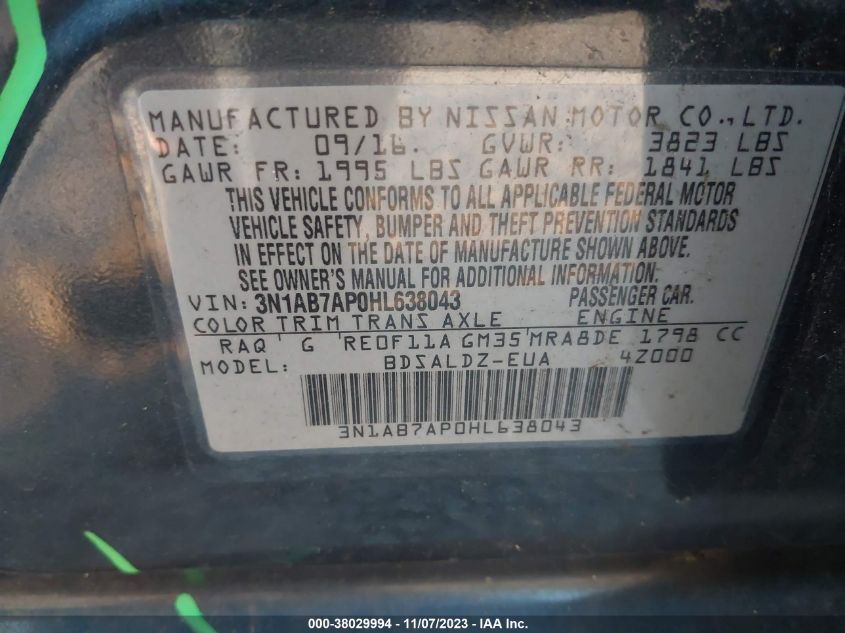 MANUFACTURED BY NISSAN MOTOR CO., LTD.
DATE: 09/16. GVWR: 3823 LBS
GAWR FR: 1995 LBS GAWR RR: 1841 LBS
THIS VEHICLE CONFORMS TO ALL APPLICABLE FEDERAL MOTOR
VEHICLE SAFETY, BUMPER AND THEFT PREVENTION STANDARDS
IN EFFECT ON THE DATE OF MANUFACTURE SHOWN ABOVE.
SEE OWNER'S MANUAL FOR ADDITIONAL INFORMATION.
VIN: 3N1AB7AP0HL638043 PASSENGER CAR.
COLOR TRIM TRANS AXLE ENGINE
RAQ G RE0F11A GM35 MRA8DE 1798 CC
MODEL: BDSALDZ-EUA 4Z000
3N1AB7AP0HL638043
000-38029994 - 11/07/2023 - IAA Inc.